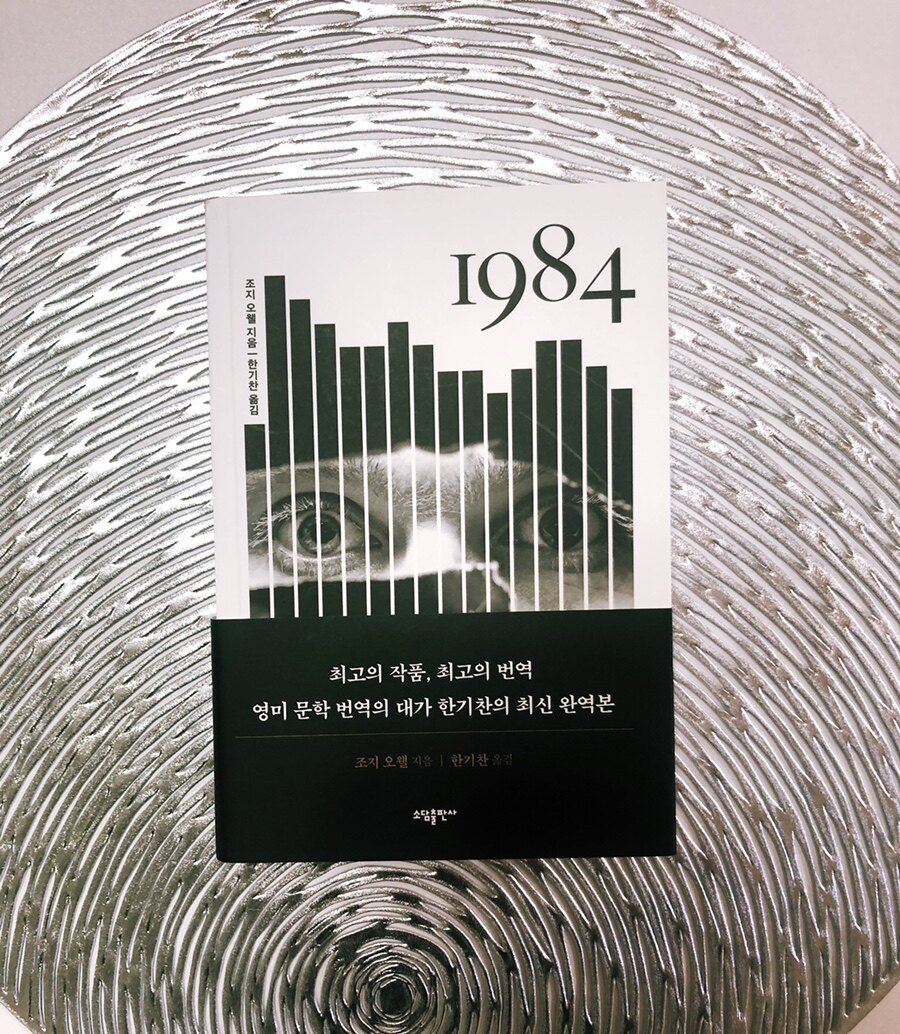 1984
조지 오웰 지음 — 한기찬 옮김
최고의 작품, 최고의 번역
영미 문학 번역의 대가 한기찬의 최신 완역본
조지 오웰 지음 | 한기찬 옮김
소담출판사